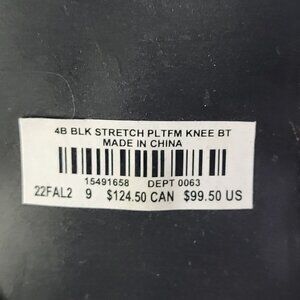 4B BLK STRETCH PLTFM KNEE BT
MADE IN CHINA
15491658 DEPT 0063
22FAL2 9 $124.50 CAN $99.50 US